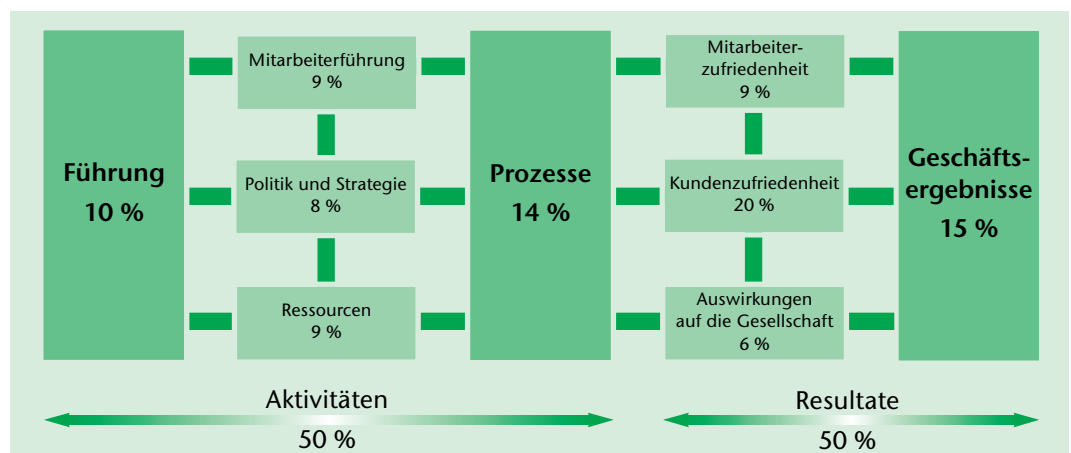 Führung
10 %
Mitarbeiterführung
9 %
Politik und Strategie
8 %
Ressourcen
9 %
Prozesse
14 %
Mitarbeiter-
zufriedenheit
9 %
Kundenzufriedenheit
20 %
Auswirkungen
auf die Gesellschaft
6 %
Geschäfts-
ergebnisse
15 %
Aktivitäten
50 %
Resultate
50 %